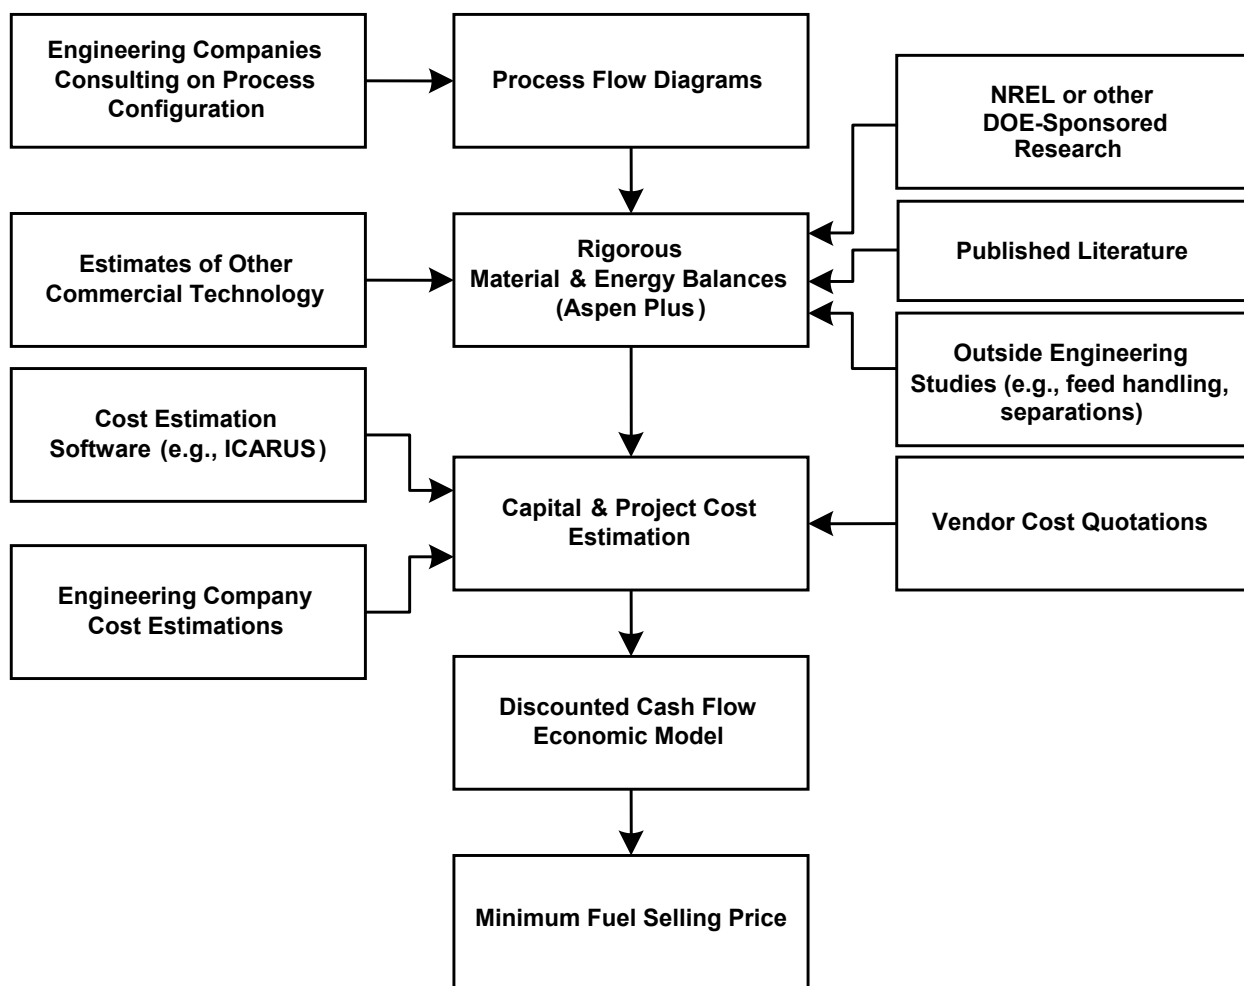 Engineering Companies
Consulting on Process
Configuration
Process Flow Diagrams
NREL or other
DOE-Sponsored
Research
Estimates of Other
Commercial Technology
Rigorous
Material & Energy Balances
(Aspen Plus)
Published Literature
Outside Engineering
Studies (e.g., feed handling,
separations)
Cost Estimation
Software (e.g., ICARUS)
Capital & Project Cost
Estimation
Vendor Cost Quotations
Engineering Company
Cost Estimations
Discounted Cash Flow
Economic Model
Minimum Fuel Selling Price